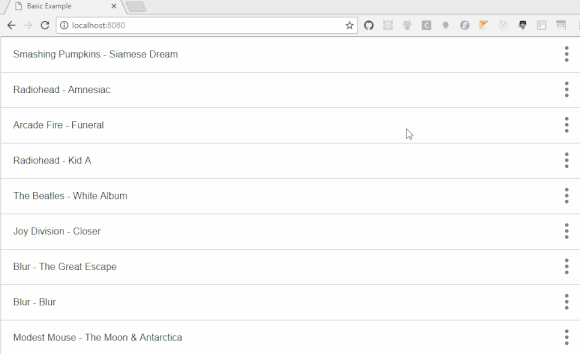 Basic Example
localhost:8080
Smashing Pumpkins - Siamese Dream
Radiohead - Amnesiac
Arcade Fire - Funeral
Radiohead - Kid A
The Beatles - White Album
Joy Division - Closer
Blur - The Great Escape
Blur - Blur
Modest Mouse - The Moon & Antarctica